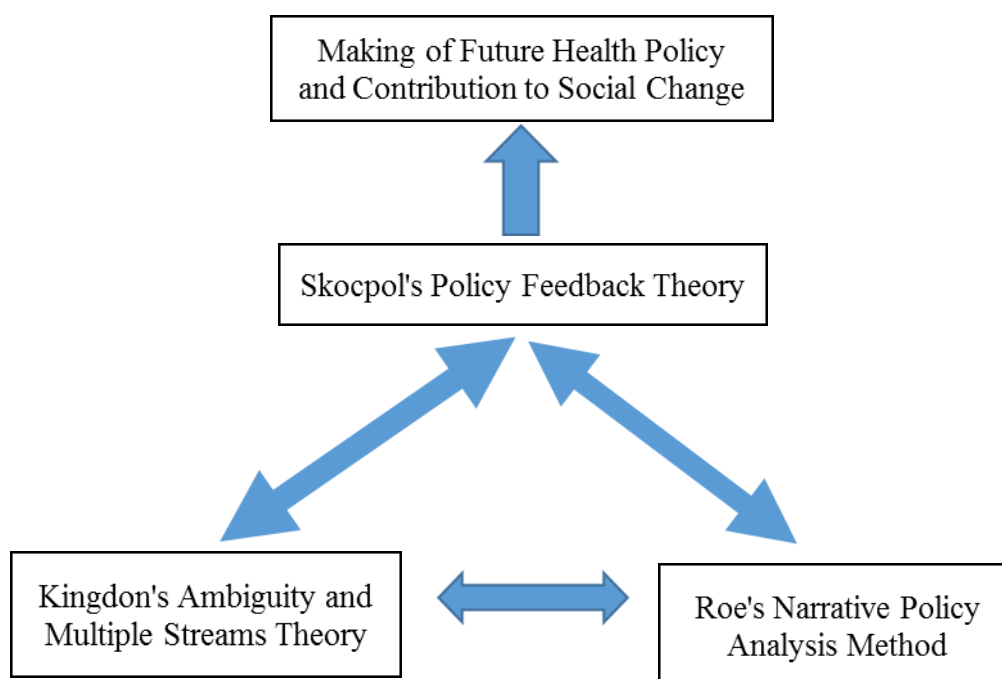 Making of Future Health Policy
and Contribution to Social Change
Skocpol's Policy Feedback Theory
Kingdon's Ambiguity and
Multiple Streams Theory
Roe's Narrative Policy
Analysis Method